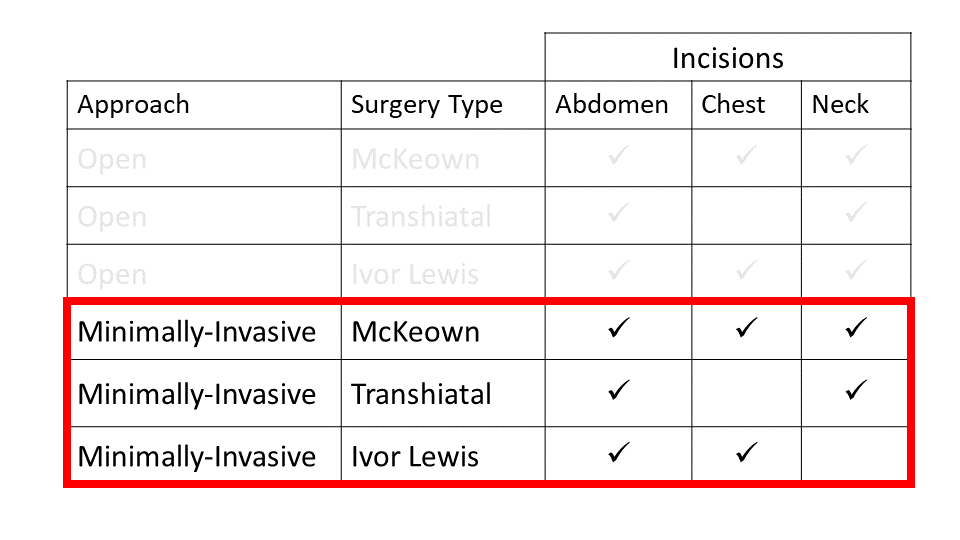 Incisions
Approach Surgery Type Abdomen Chest Neck
Open McKeown ✓ ✓ ✓
Open Transhiatal ✓ ✓
Open Ivor Lewis ✓ ✓ ✓
Minimally-Invasive McKeown ✓ ✓ ✓
Minimally-Invasive Transhiatal ✓ ✓
Minimally-Invasive Ivor Lewis ✓ ✓